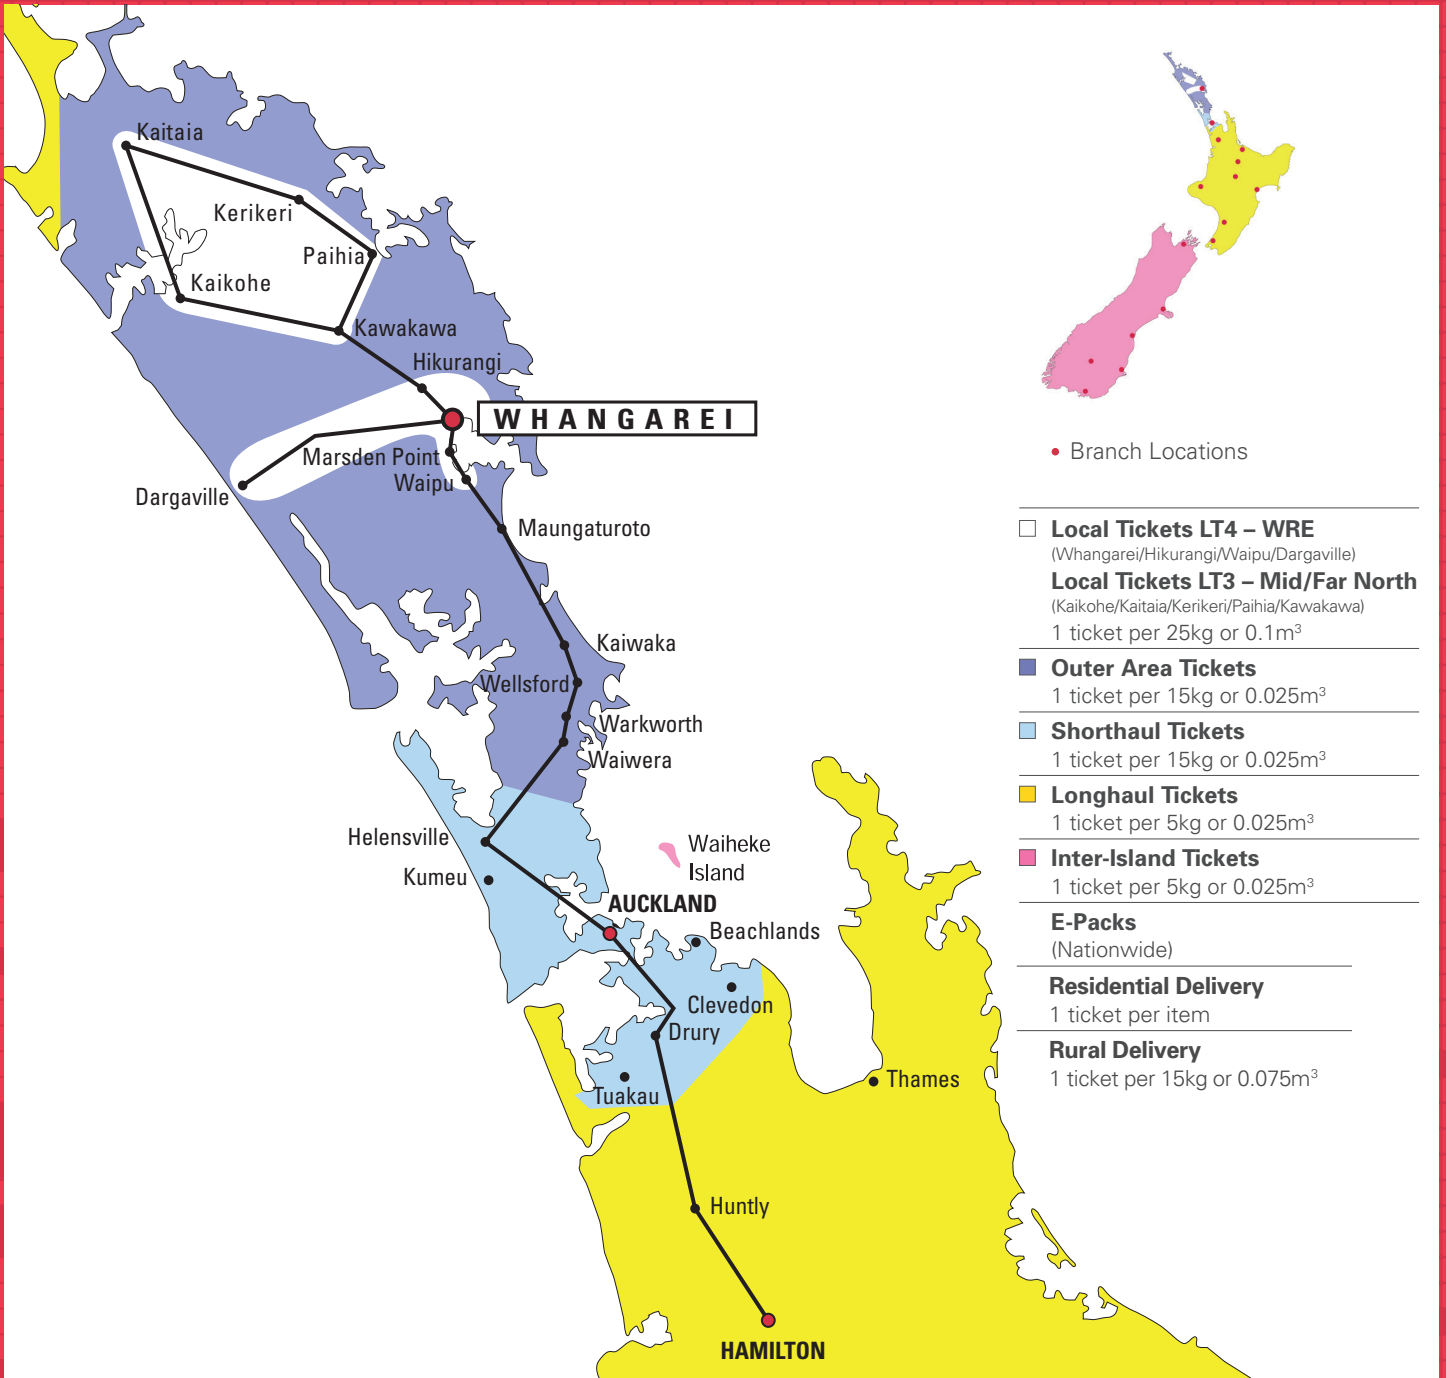 Kaitaia
Kerikeri
Paihia
Kaikohe
Kawakawa
Hikurangi
WHANGAREI
Marsden Point
Waipu
Dargaville
Maungaturoto
Kaiwaka
Wellsford
Warkworth
Waiwera
Helensville
Kumeu
Waiheke
Island
AUCKLAND
Beachlands
Clevedon
Drury
Tuakau
Thames
Huntly
HAMILTON
Branch Locations
Local Tickets LT4 – WRE
(Whangarei/Hikurangi/Waipu/Dargaville)
Local Tickets LT3 – Mid/Far North
(Kaikohe/Kaitaia/Kerikeri/Paihia/Kawakawa)
1 ticket per 25kg or 0.1m³
Outer Area Tickets
1 ticket per 15kg or 0.025m³
Shorthaul Tickets
1 ticket per 15kg or 0.025m³
Longhaul Tickets
1 ticket per 5kg or 0.025m³
Inter-Island Tickets
1 ticket per 5kg or 0.025m³
E-Packs
(Nationwide)
Residential Delivery
1 ticket per item
Rural Delivery
1 ticket per 15kg or 0.075m³